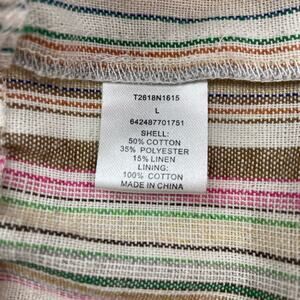 T2618N1615
L
642487701751
SHELL:
50% COTTON
35% POLYESTER
15% LINEN
LINING:
100% COTTON
MADE IN CHINA